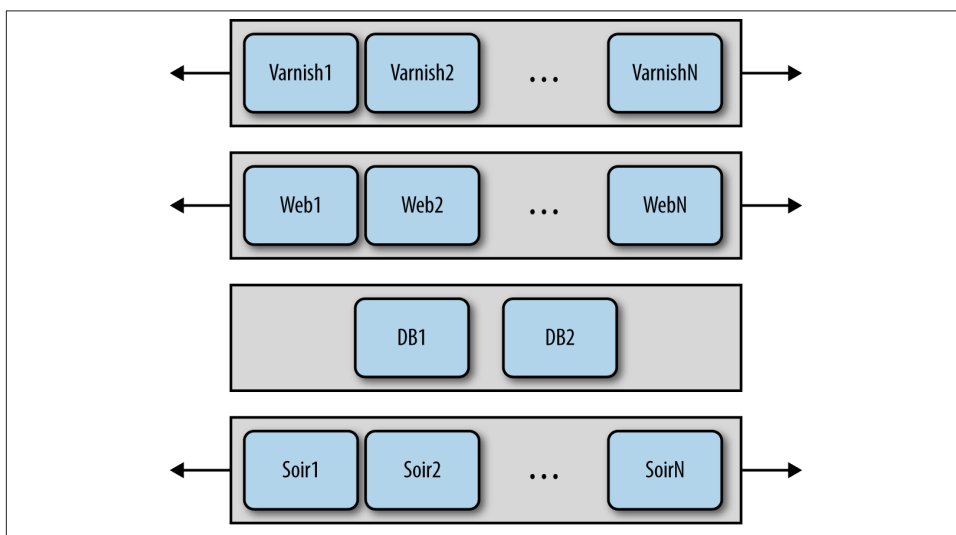 Varnish1 Varnish2 ... VarnishN
Web1 Web2 ... WebN
DB1 DB2
Soir1 Soir2 ... SoirN